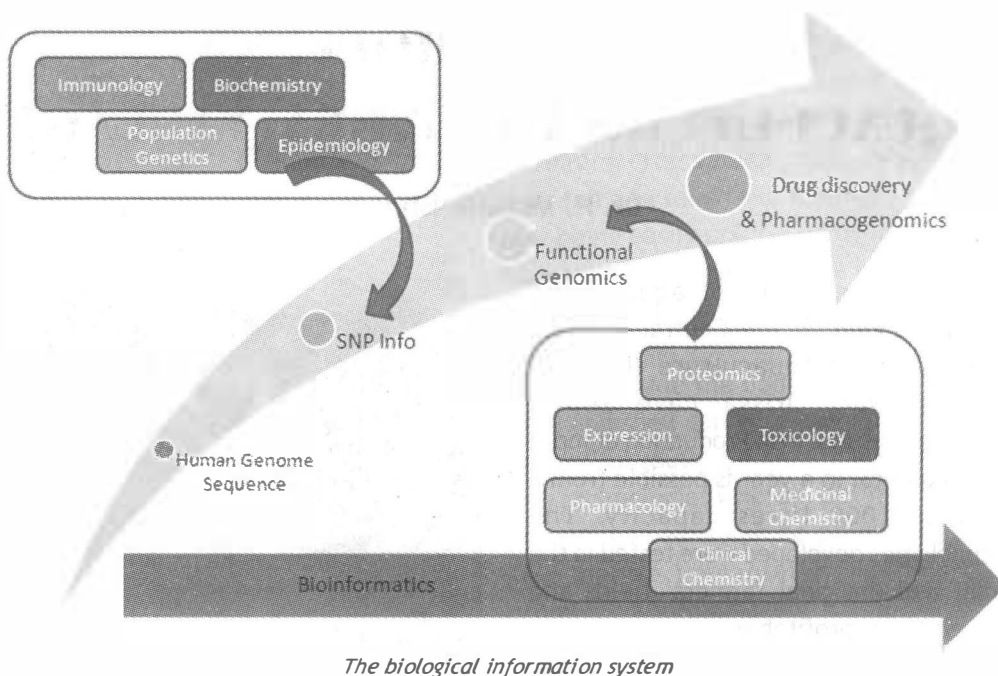 Immunology
Biochemistry
Population
Genetics
Epidemiology
Drug discovery
& Pharmacogenomics
Functional
Genomics
SNP Info
Human Genome
Sequence
Proteomics
Expression
Toxicology
Pharmacology
Medicinal
Chemistry
Clinical
Chemistry
Bioinformatics
The biological information system